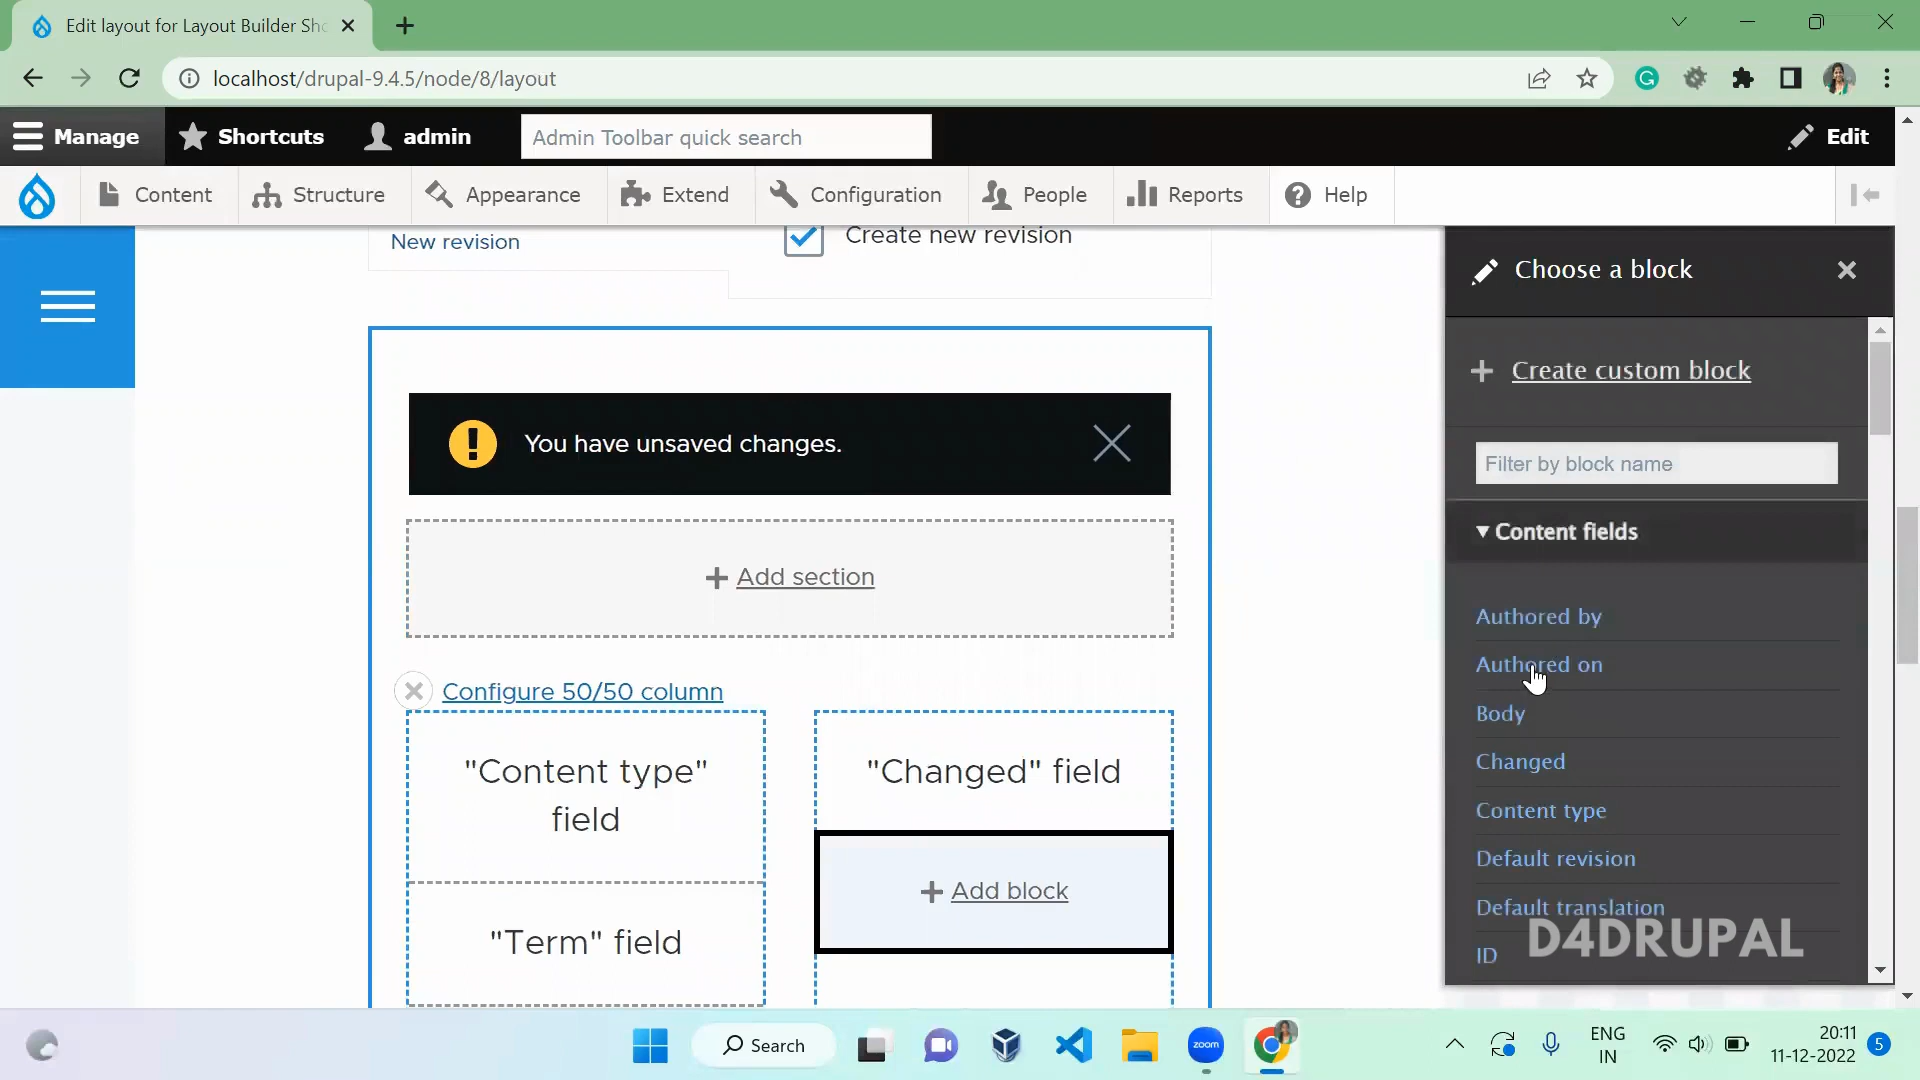 Edit layout for Layout Builder Sho
localhost/drupal-9.4.5/node/8/layout
Manage
Shortcuts
admin
Admin Toolbar quick search
Edit
Content
Structure
Appearance
Extend
Configuration
People
Reports
Help
New revision
Create new revision
You have unsaved changes.
Add section
Configure 50/50 column
"Content type"
field
"Term" field
"Changed" field
Add block
Choose a block
Create custom block
Filter by block name
Content fields
Authored by
Authored on
Body
Changed
Content type
Default revision
Default translation
ID
D4DRUPAL
Search
zoom
ENG
IN
20:11
11-12-2022
5